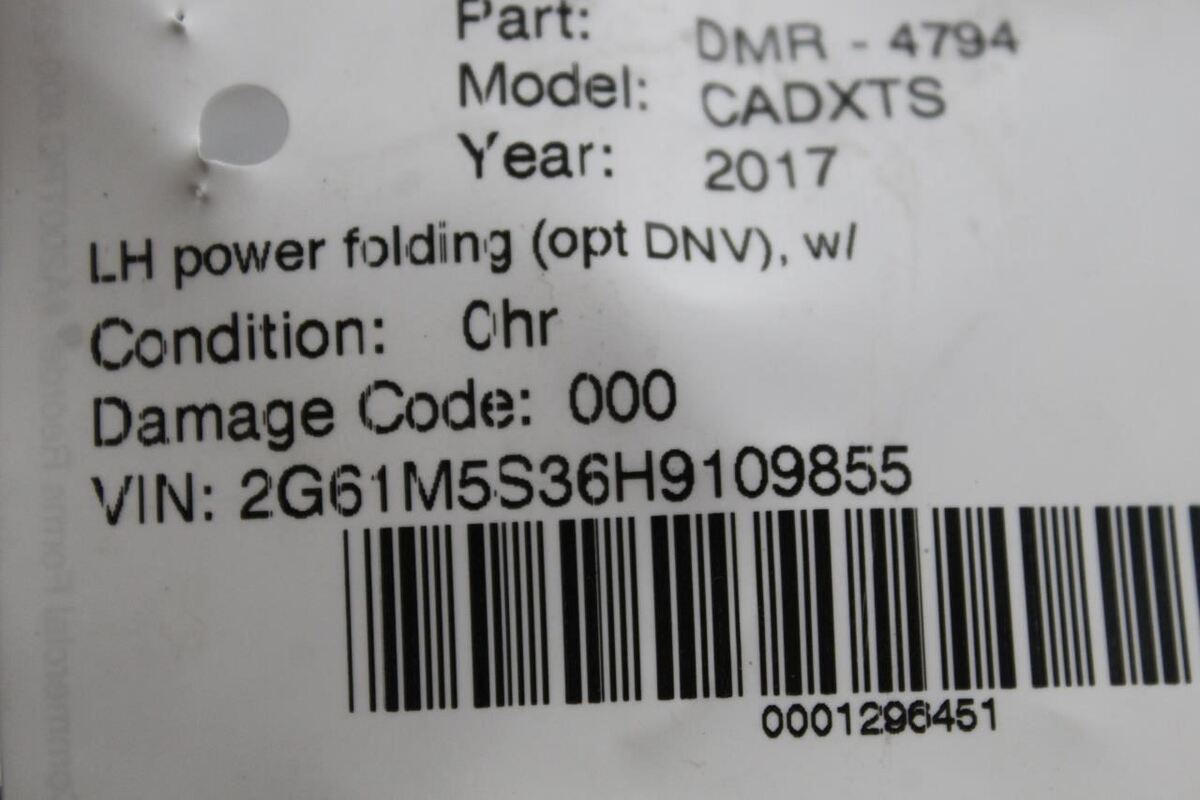 Part: DMR - 4794
Model: CADXTS
Year: 2017
LH power folding (opt DNV), w/
Condition: 0hr
Damage Code: 000
VIN: 2G61M5S36H9109855
0001296451